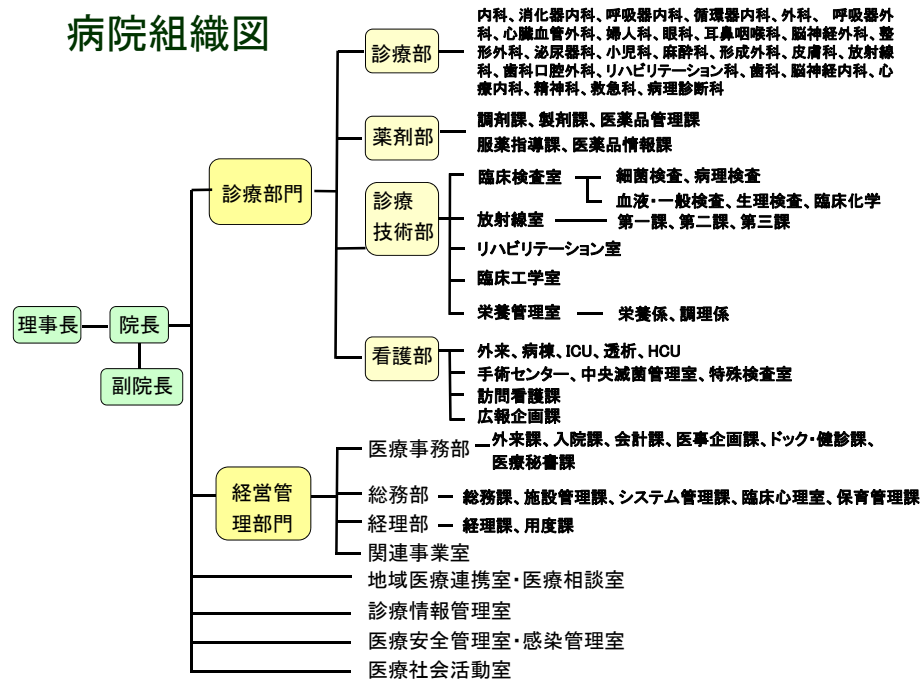 病院組織図
内科、消化器内科、呼吸器内科、循環器内科、外科、 呼吸器外
科、心臓血管外科、婦人科、眼科、耳鼻咽喉科、脳神経外科、整
形外科、泌尿器科、小児科、麻酔科、形成外科、皮膚科、放射線
科、歯科口腔外科、リハビリテーション科、歯科、脳神経内科、心
療内科、精神科、救急科、病理診断科
診療部
薬剤部
調剤課、製剤課、医薬品管理課
服薬指導課、医薬品情報課
診療部門
診療
技術部
臨床検査室
細菌検査、病理検査
血液・一般検査、生理検査、臨床化学
放射線室
第一課、第二課、第三課
リハビリテーション室
臨床工学室
栄養管理室
栄養係、調理係
理事長
院長
副院長
看護部
外来、病棟、ICU、透析、HCU
手術センター、中央滅菌管理室、特殊検査室
訪問看護課
広報企画課
経営管
理部門
医療事務部
外来課、入院課、会計課、医事企画課、ドック・健診課、
医療秘書課
総務部
総務課、施設管理課、システム管理課、臨床心理室、保育管理課
経理部
経理課、用度課
関連事業室
地域医療連携室・医療相談室
診療情報管理室
医療安全管理室・感染管理室
医療社会活動室